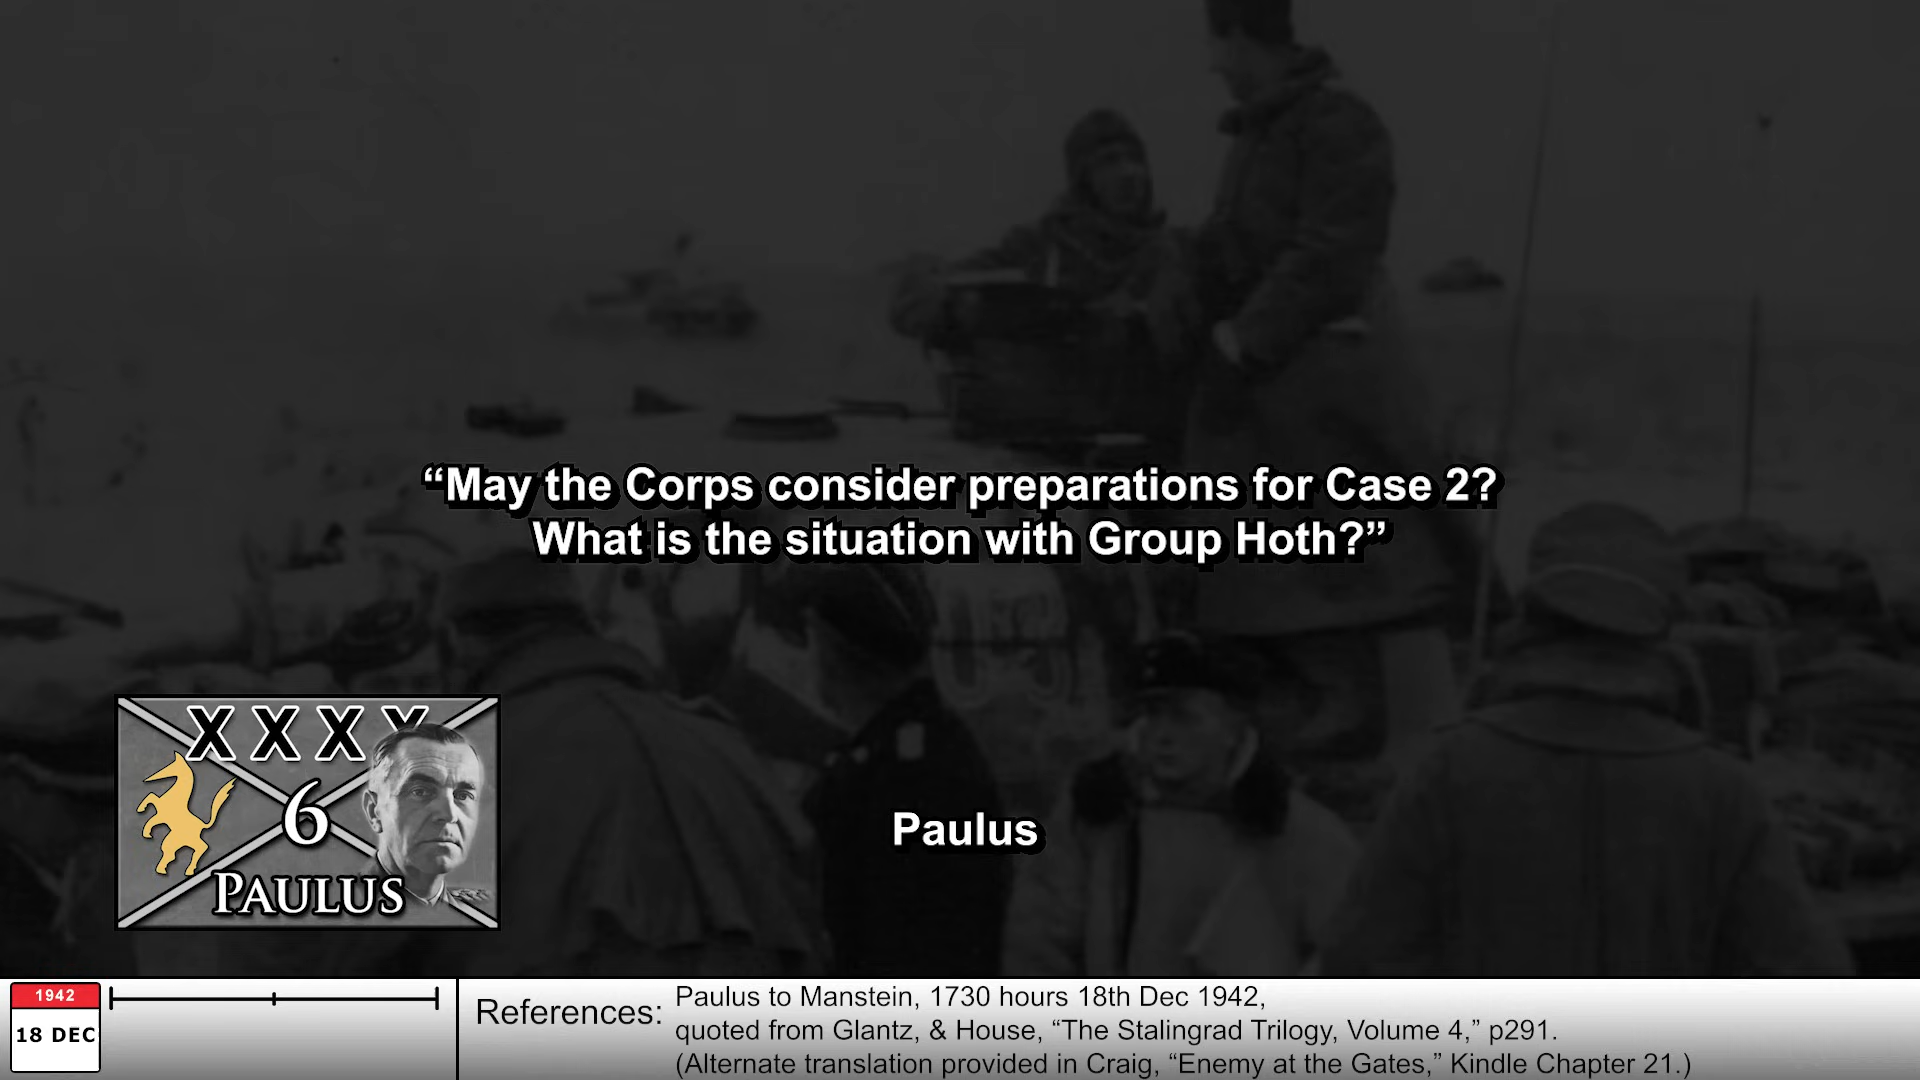 “May the Corps consider preparations for Case 2?
What is the situation with Group Hoth?”
XXXX
6
PAULUS
Paulus
1942
18 DEC
References:
Paulus to Manstein, 1730 hours 18th Dec 1942,
quoted from Glantz, & House, “The Stalingrad Trilogy, Volume 4,” p291.
(Alternate translation provided in Craig, “Enemy at the Gates,” Kindle Chapter 21.)